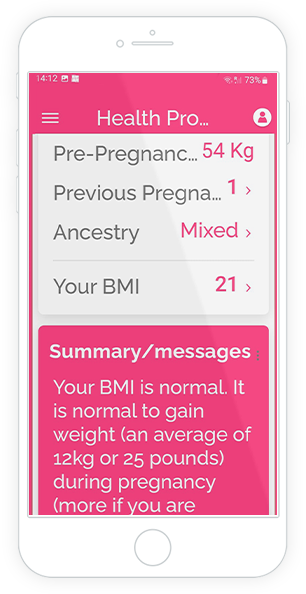 14:12 73%
Health Pro...
Pre-Pregnanc... 54 Kg
Previous Pregna... 1
Ancestry Mixed
Your BMI 21
Summary/messages
Your BMI is normal. It
is normal to gain
weight (an average of
12kg or 25 pounds)
during pregnancy
(more if you are